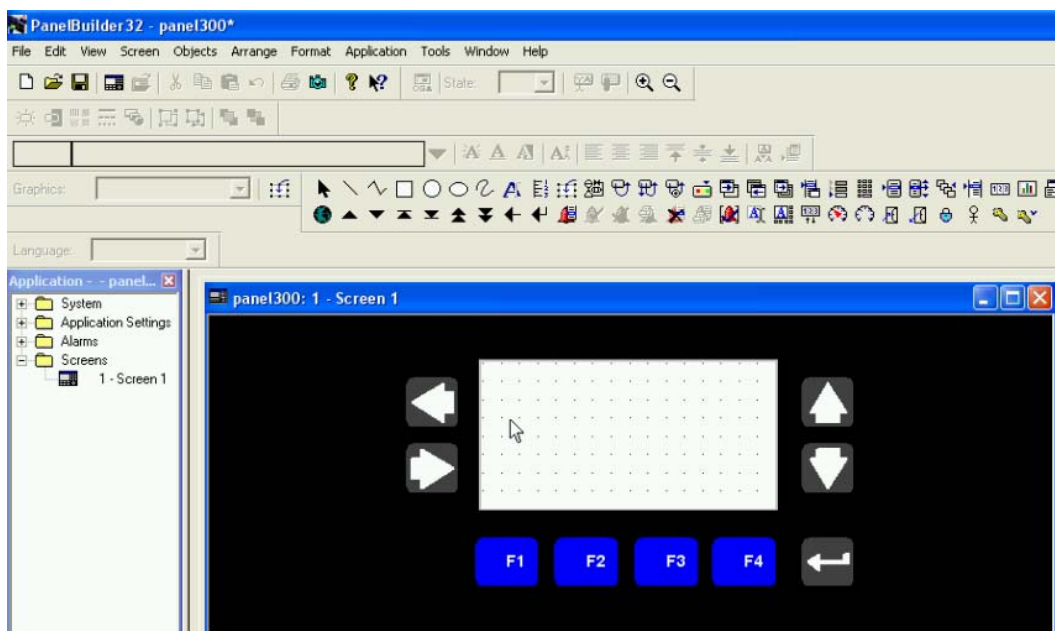 PanelBuilder32 - panel300*
File Edit View Screen Objects Arrange Format Application Tools Window Help
State:
Graphics:
Language:
Application - - panel...
System
Application Settings
Alarms
Screens
1 - Screen 1
panel300: 1 - Screen 1
F1 F2 F3 F4